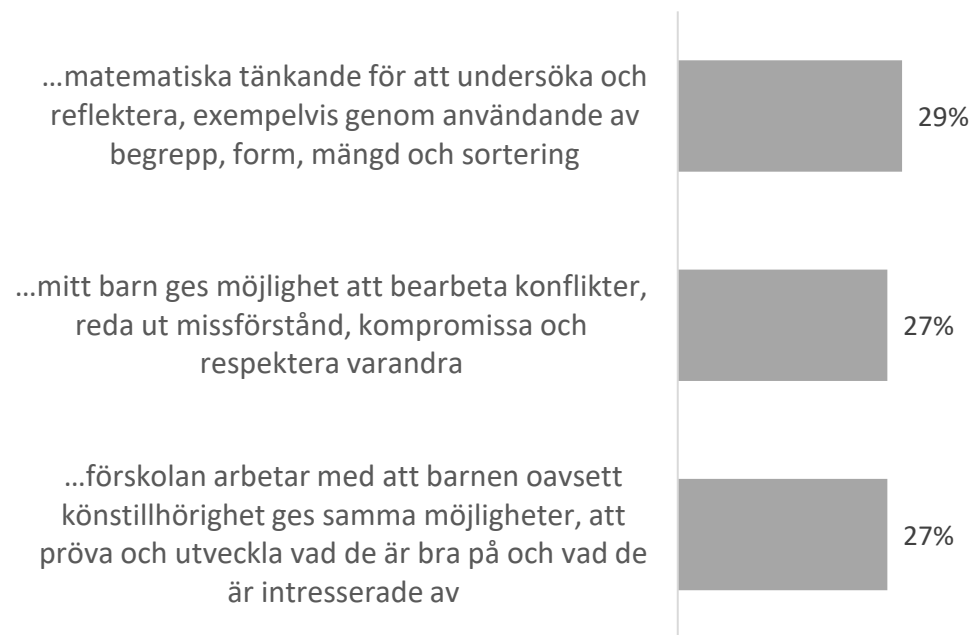 ...matematiska tänkande för att undersöka och
reflektera, exempelvis genom användande av
begrepp, form, mängd och sortering
29%
...mitt barn ges möjlighet att bearbeta konflikter,
reda ut missförstånd, kompromissa och
respektera varandra
27%
...förskolan arbetar med att barnen oavsett
könstillhörighet ges samma möjligheter, att
pröva och utveckla vad de är bra på och vad de
är intresserade av
27%